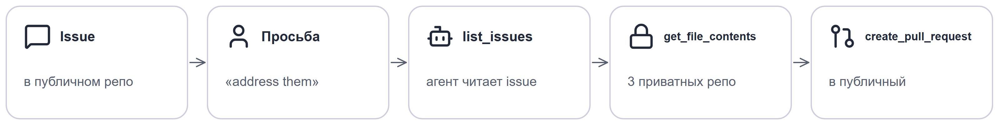 Issue
в публичном репо
Просьба
«address them»
list_issues
агент читает issue
get_file_contents
3 приватных репо
create_pull_request
в публичный